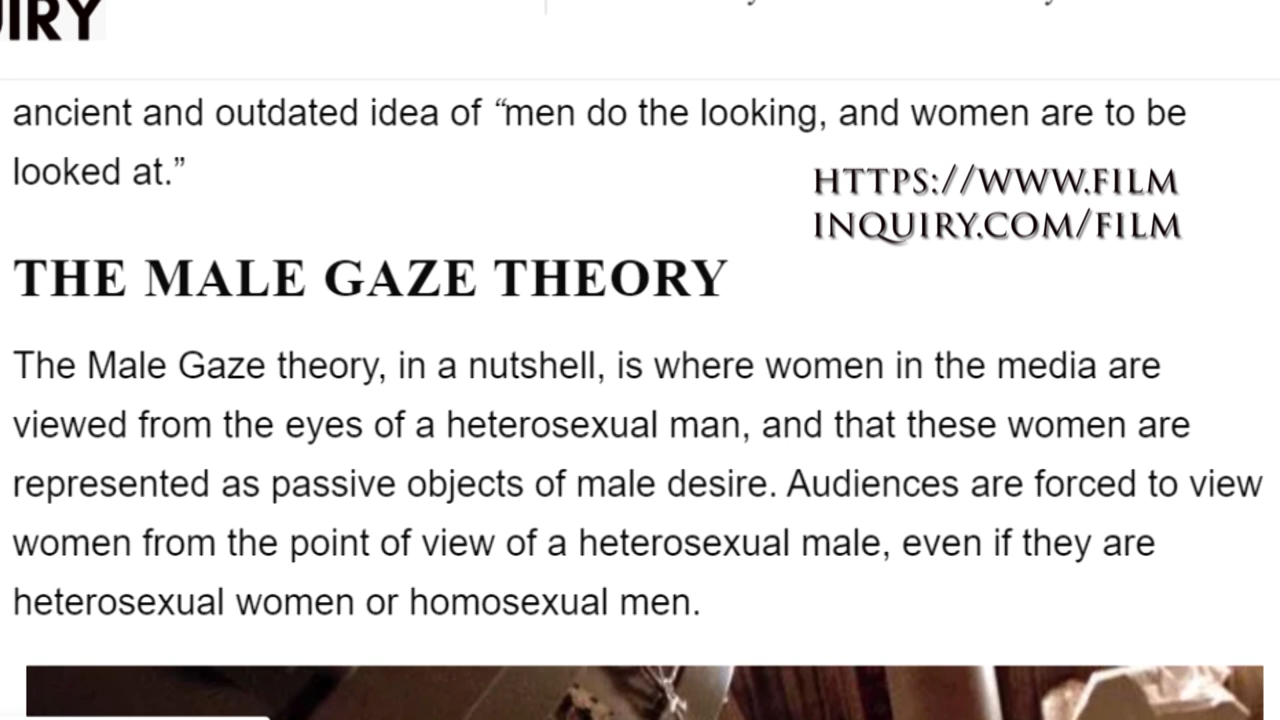 IRY
ancient and outdated idea of “men do the looking, and women are to be
looked at.”
HTTPS://WWW.FILM
INQUIRY.COM/FILM
THE MALE GAZE THEORY
The Male Gaze theory, in a nutshell, is where women in the media are
viewed from the eyes of a heterosexual man, and that these women are
represented as passive objects of male desire. Audiences are forced to view
women from the point of view of a heterosexual male, even if they are
heterosexual women or homosexual men.